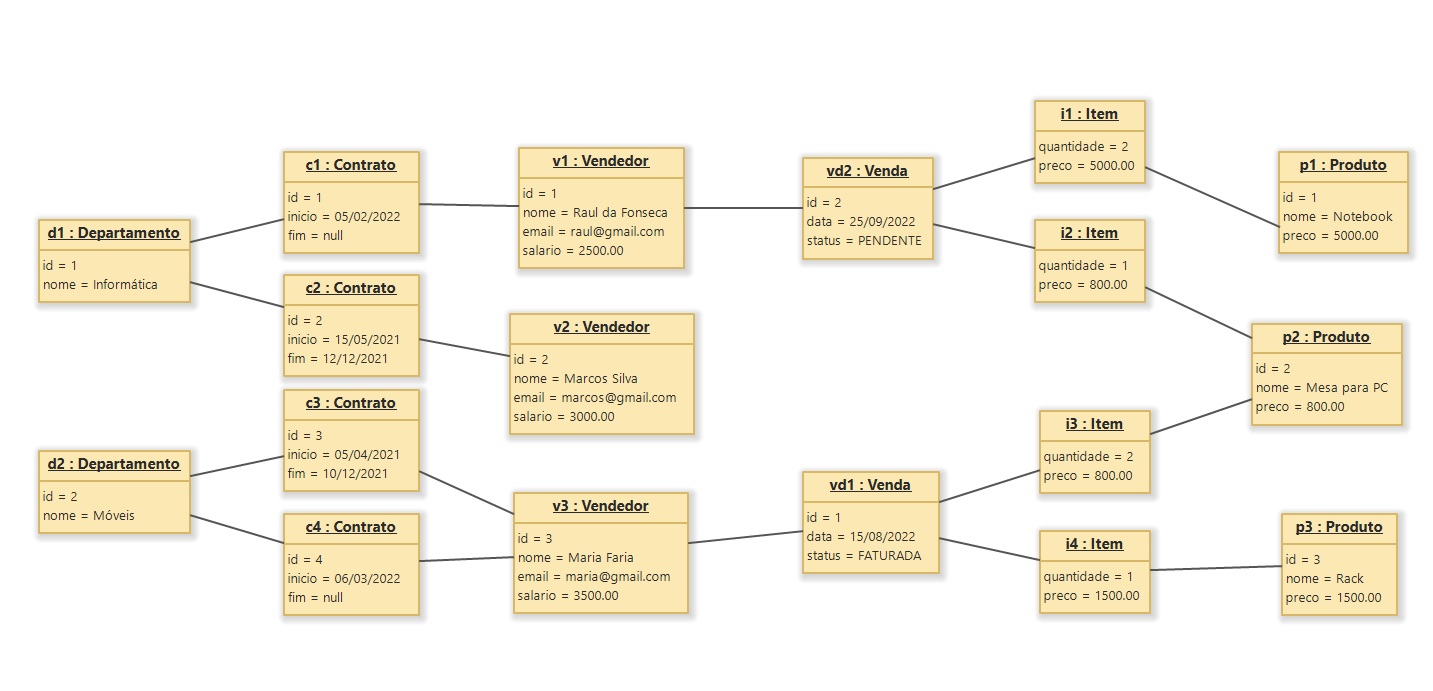 d1 : Departamento
id = 1
nome = Informática
d2 : Departamento
id = 2
nome = Móveis
c1 : Contrato
id = 1
inicio = 05/02/2022
fim = null
c2 : Contrato
id = 2
inicio = 15/05/2021
fim = 12/12/2021
c3 : Contrato
id = 3
inicio = 05/04/2021
fim = 10/12/2021
c4 : Contrato
id = 4
inicio = 06/03/2022
fim = null
v1 : Vendedor
id = 1
nome = Raul da Fonseca
email = raul@gmail.com
salario = 2500.00
v2 : Vendedor
id = 2
nome = Marcos Silva
email = marcos@gmail.com
salario = 3000.00
v3 : Vendedor
id = 3
nome = Maria Faria
email = maria@gmail.com
salario = 3500.00
vd2 : Venda
id = 2
data = 25/09/2022
status = PENDENTE
vd1 : Venda
id = 1
data = 15/08/2022
status = FATURADA
i1 : Item
quantidade = 2
preco = 5000.00
i2 : Item
quantidade = 1
preco = 800.00
i3 : Item
quantidade = 2
preco = 800.00
i4 : Item
quantidade = 1
preco = 1500.00
p1 : Produto
id = 1
nome = Notebook
preco = 5000.00
p2 : Produto
id = 2
nome = Mesa para PC
preco = 800.00
p3 : Produto
id = 3
nome = Rack
preco = 1500.00